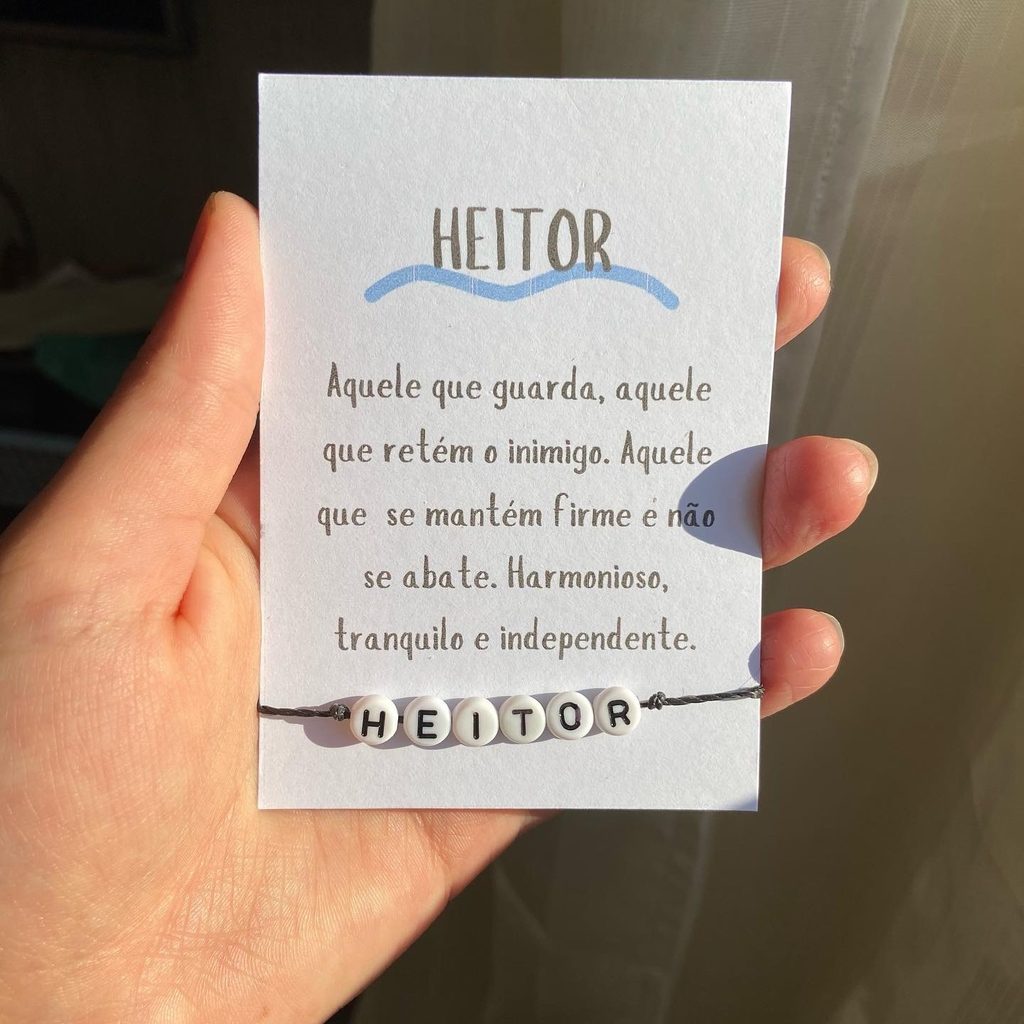 HEITOR
Aquele que guarda, aquele
que retém o inimigo. Aquele
que se mantém firme é não
se abate. Harmonioso,
tranquilo e independente.
HEITOR